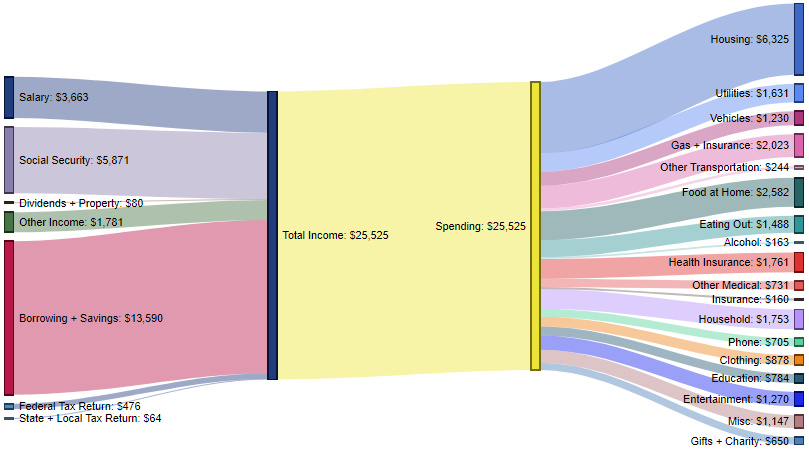 Salary: $3,663
Social Security: $5,871
Dividends + Property: $80
Other Income: $1,781
Borrowing + Savings: $13,590
Federal Tax Return: $476
State + Local Tax Return: $64
Total Income: $25,525
Spending: $25,525
Housing: $6,325
Utilities: $1,631
Vehicles: $1,230
Gas + Insurance: $2,023
Other Transportation: $244
Food at Home: $2,582
Eating Out: $1,488
Alcohol: $163
Health Insurance: $1,761
Other Medical: $731
Insurance: $160
Household: $1,753
Phone: $705
Clothing: $878
Education: $784
Entertainment: $1,270
Misc: $1,147
Gifts + Charity: $650